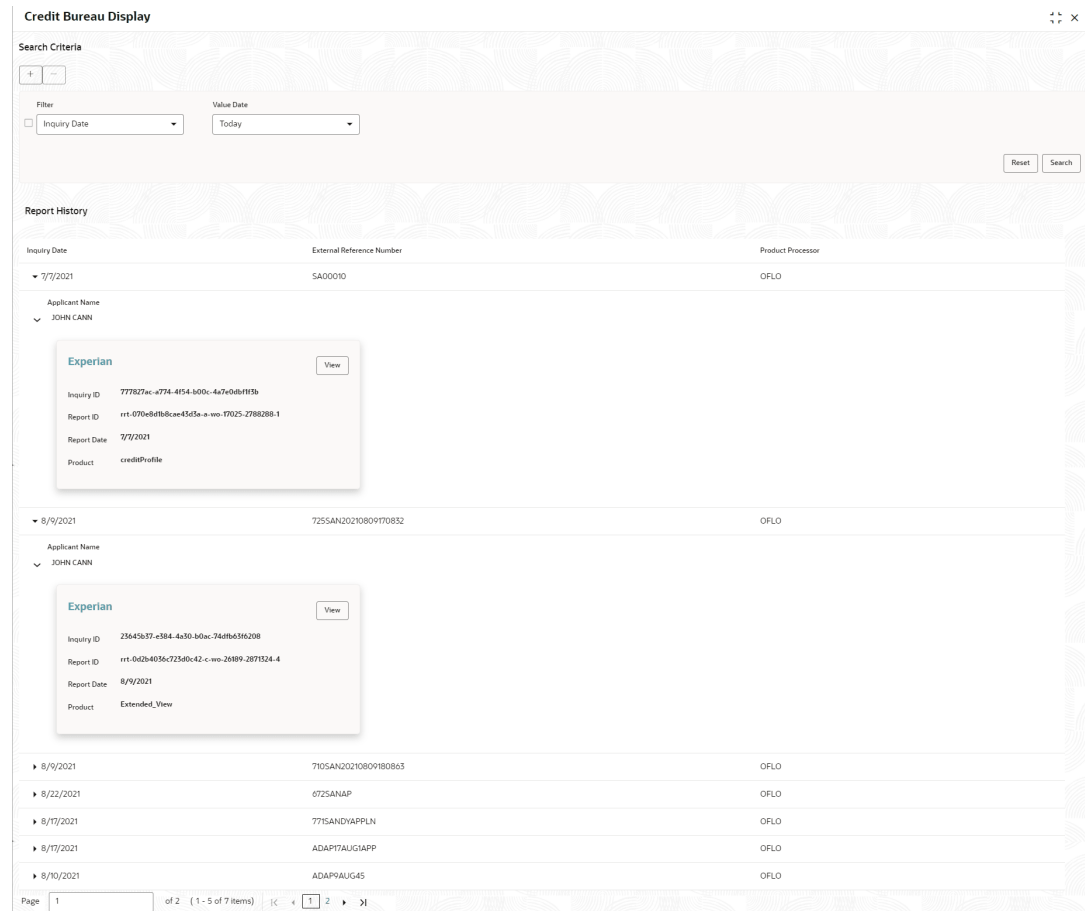 Credit Bureau Display
Search Criteria
Filter Value Date
Inquiry Date Today
Reset Search
Report History
Inquiry Date External Reference Number Product Processor
7/7/2021 SA00010 OFLO
Applicant Name
JOHN CANN
Experian View
Inquiry ID 777827ac-a774-4f54-b00c-4a7e0dbf1f3b
Report ID rrt-070e8d1b8cae43d3a-a-wo-17025-2788288-1
Report Date 7/7/2021
Product creditProfile
8/9/2021 725SAN20210809170832 OFLO
Applicant Name
JOHN CANN
Experian View
Inquiry ID 23645b37-e384-4a30-b0ac-74dfb63f6208
Report ID rrt-0d2b4036c723d0c42-c-wo-26189-2871324-4
Report Date 8/9/2021
Product Extended_View
8/9/2021 710SAN20210809180863 OFLO
8/22/2021 672SANAP OFLO
8/17/2021 771SANDYAPPLN OFLO
8/17/2021 ADAP17AUG1APP OFLO
8/10/2021 ADAP9AUG45 OFLO
Page 1 of 2 (1 - 5 of 7 items) 1 2